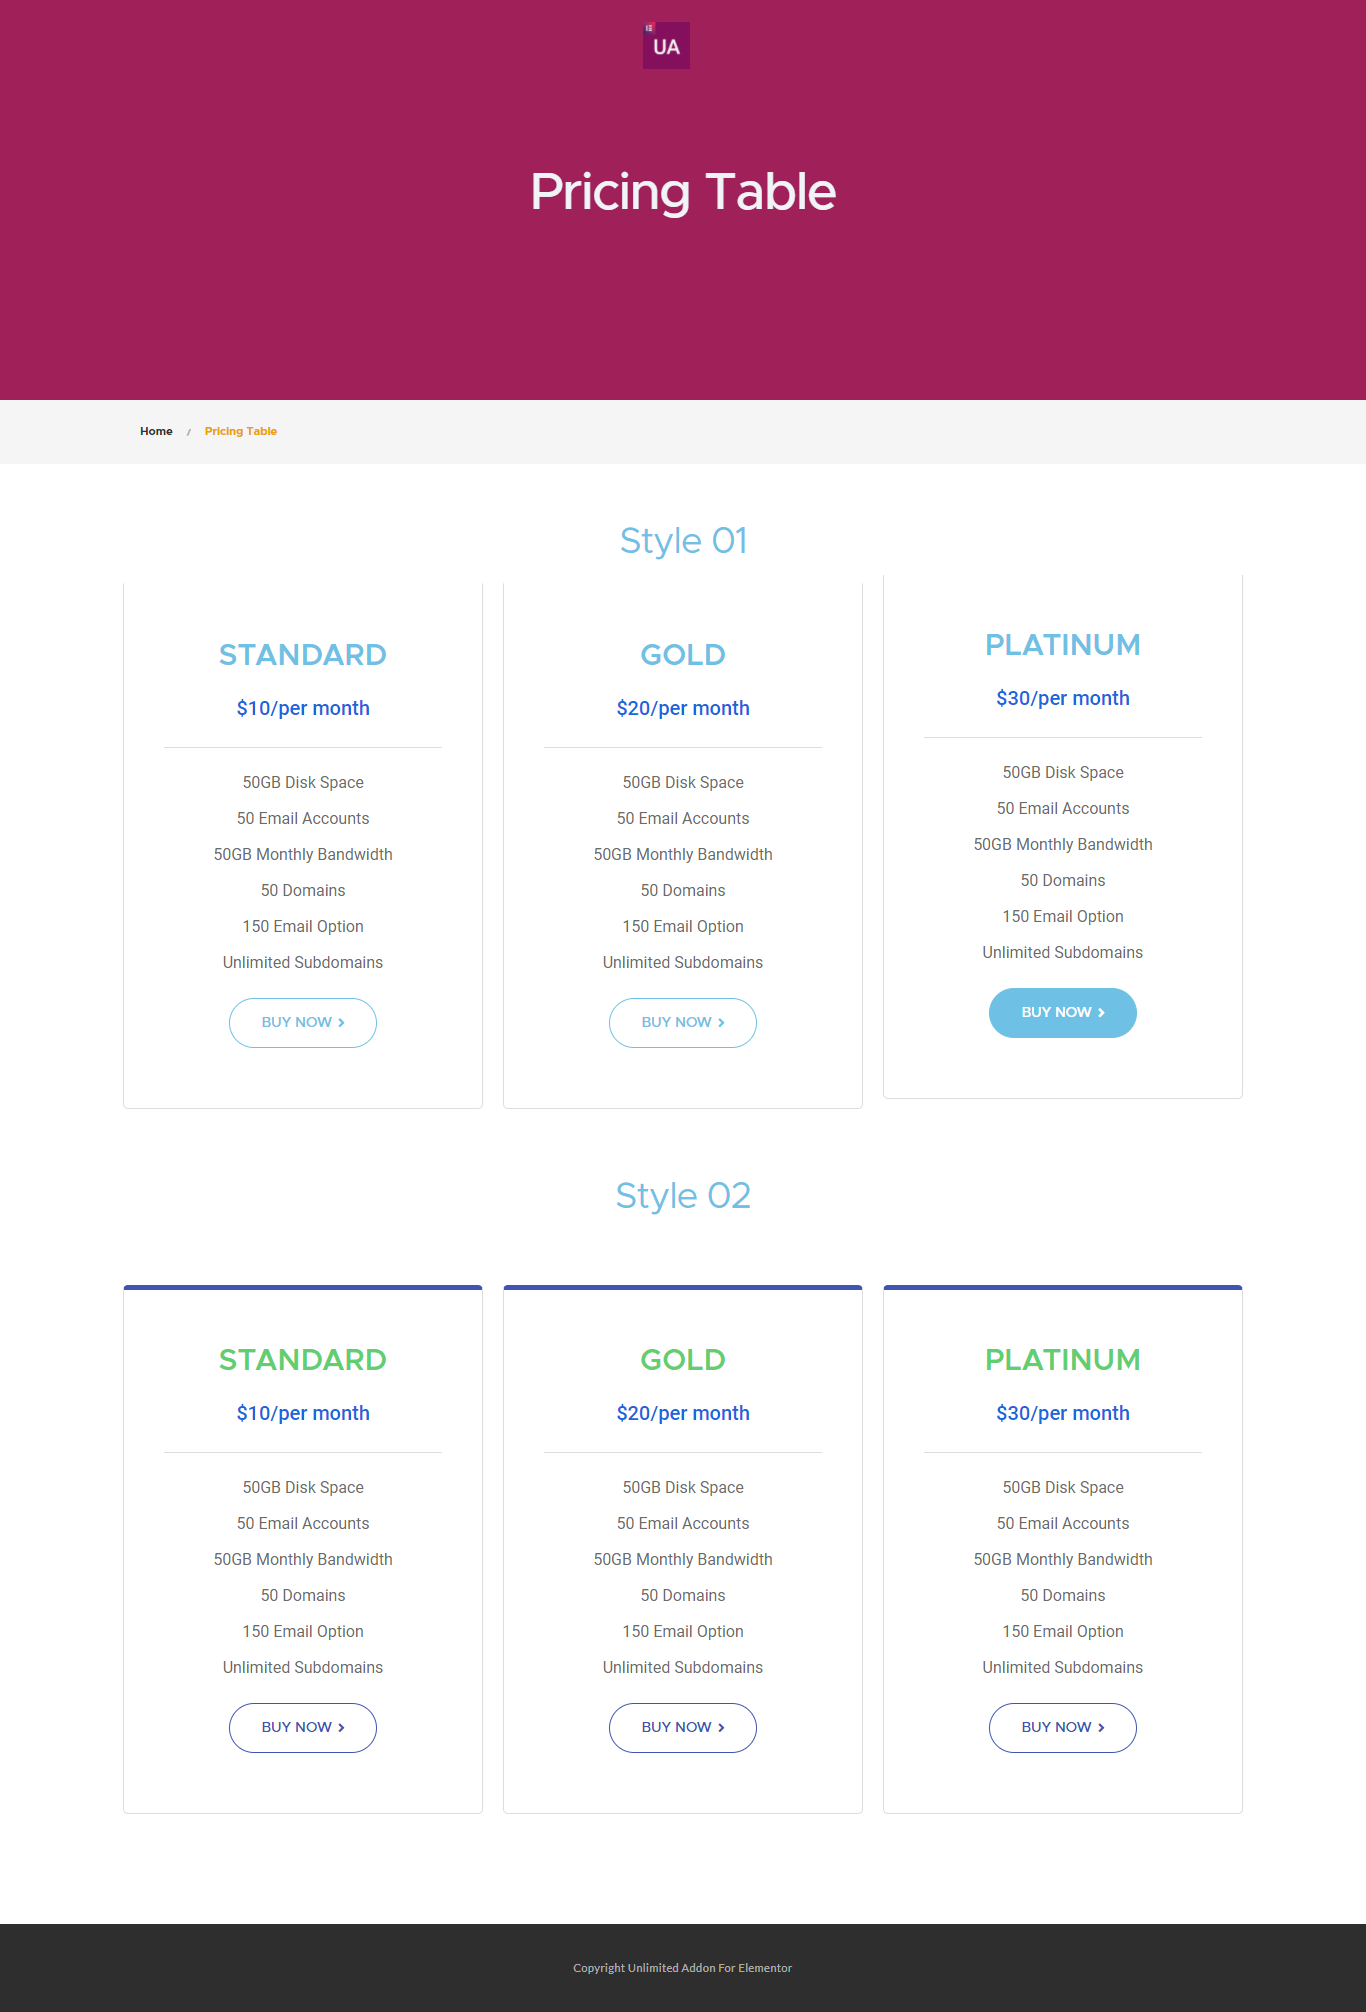 UA
Pricing Table
Home / Pricing Table
Style 01
STANDARD
$10/per month
50GB Disk Space
50 Email Accounts
50GB Monthly Bandwidth
50 Domains
150 Email Option
Unlimited Subdomains
BUY NOW
GOLD
$20/per month
50GB Disk Space
50 Email Accounts
50GB Monthly Bandwidth
50 Domains
150 Email Option
Unlimited Subdomains
BUY NOW
PLATINUM
$30/per month
50GB Disk Space
50 Email Accounts
50GB Monthly Bandwidth
50 Domains
150 Email Option
Unlimited Subdomains
BUY NOW
Style 02
STANDARD
$10/per month
50GB Disk Space
50 Email Accounts
50GB Monthly Bandwidth
50 Domains
150 Email Option
Unlimited Subdomains
BUY NOW
GOLD
$20/per month
50GB Disk Space
50 Email Accounts
50GB Monthly Bandwidth
50 Domains
150 Email Option
Unlimited Subdomains
BUY NOW
PLATINUM
$30/per month
50GB Disk Space
50 Email Accounts
50GB Monthly Bandwidth
50 Domains
150 Email Option
Unlimited Subdomains
BUY NOW
Copyright Unlimited Addon For Elementor